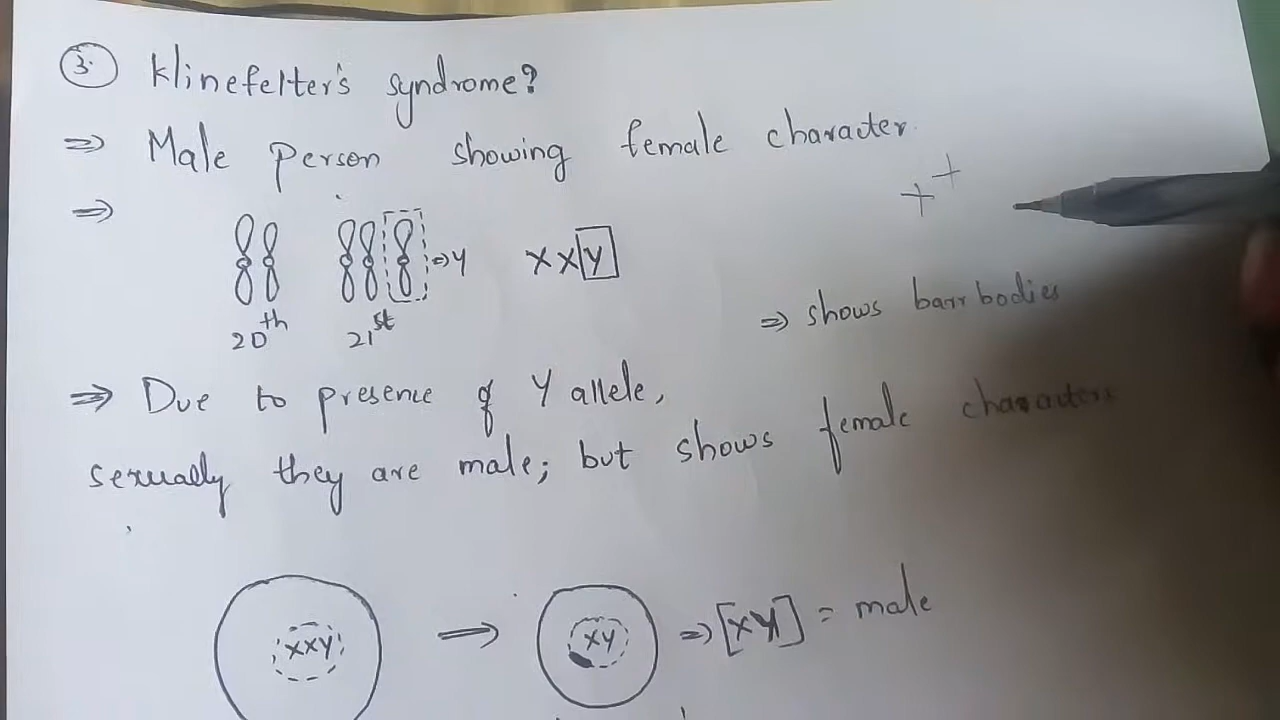 3. Klinefelter's syndrome?
⇒ Male person showing female character.
⇒
⇒ Y XX Y
20th 21st
⇒ shows barr bodies
⇒ Due to presence of Y allele,
sexually they are male; but shows female characters
XXY ⇒ XY ⇒ [XY] = male